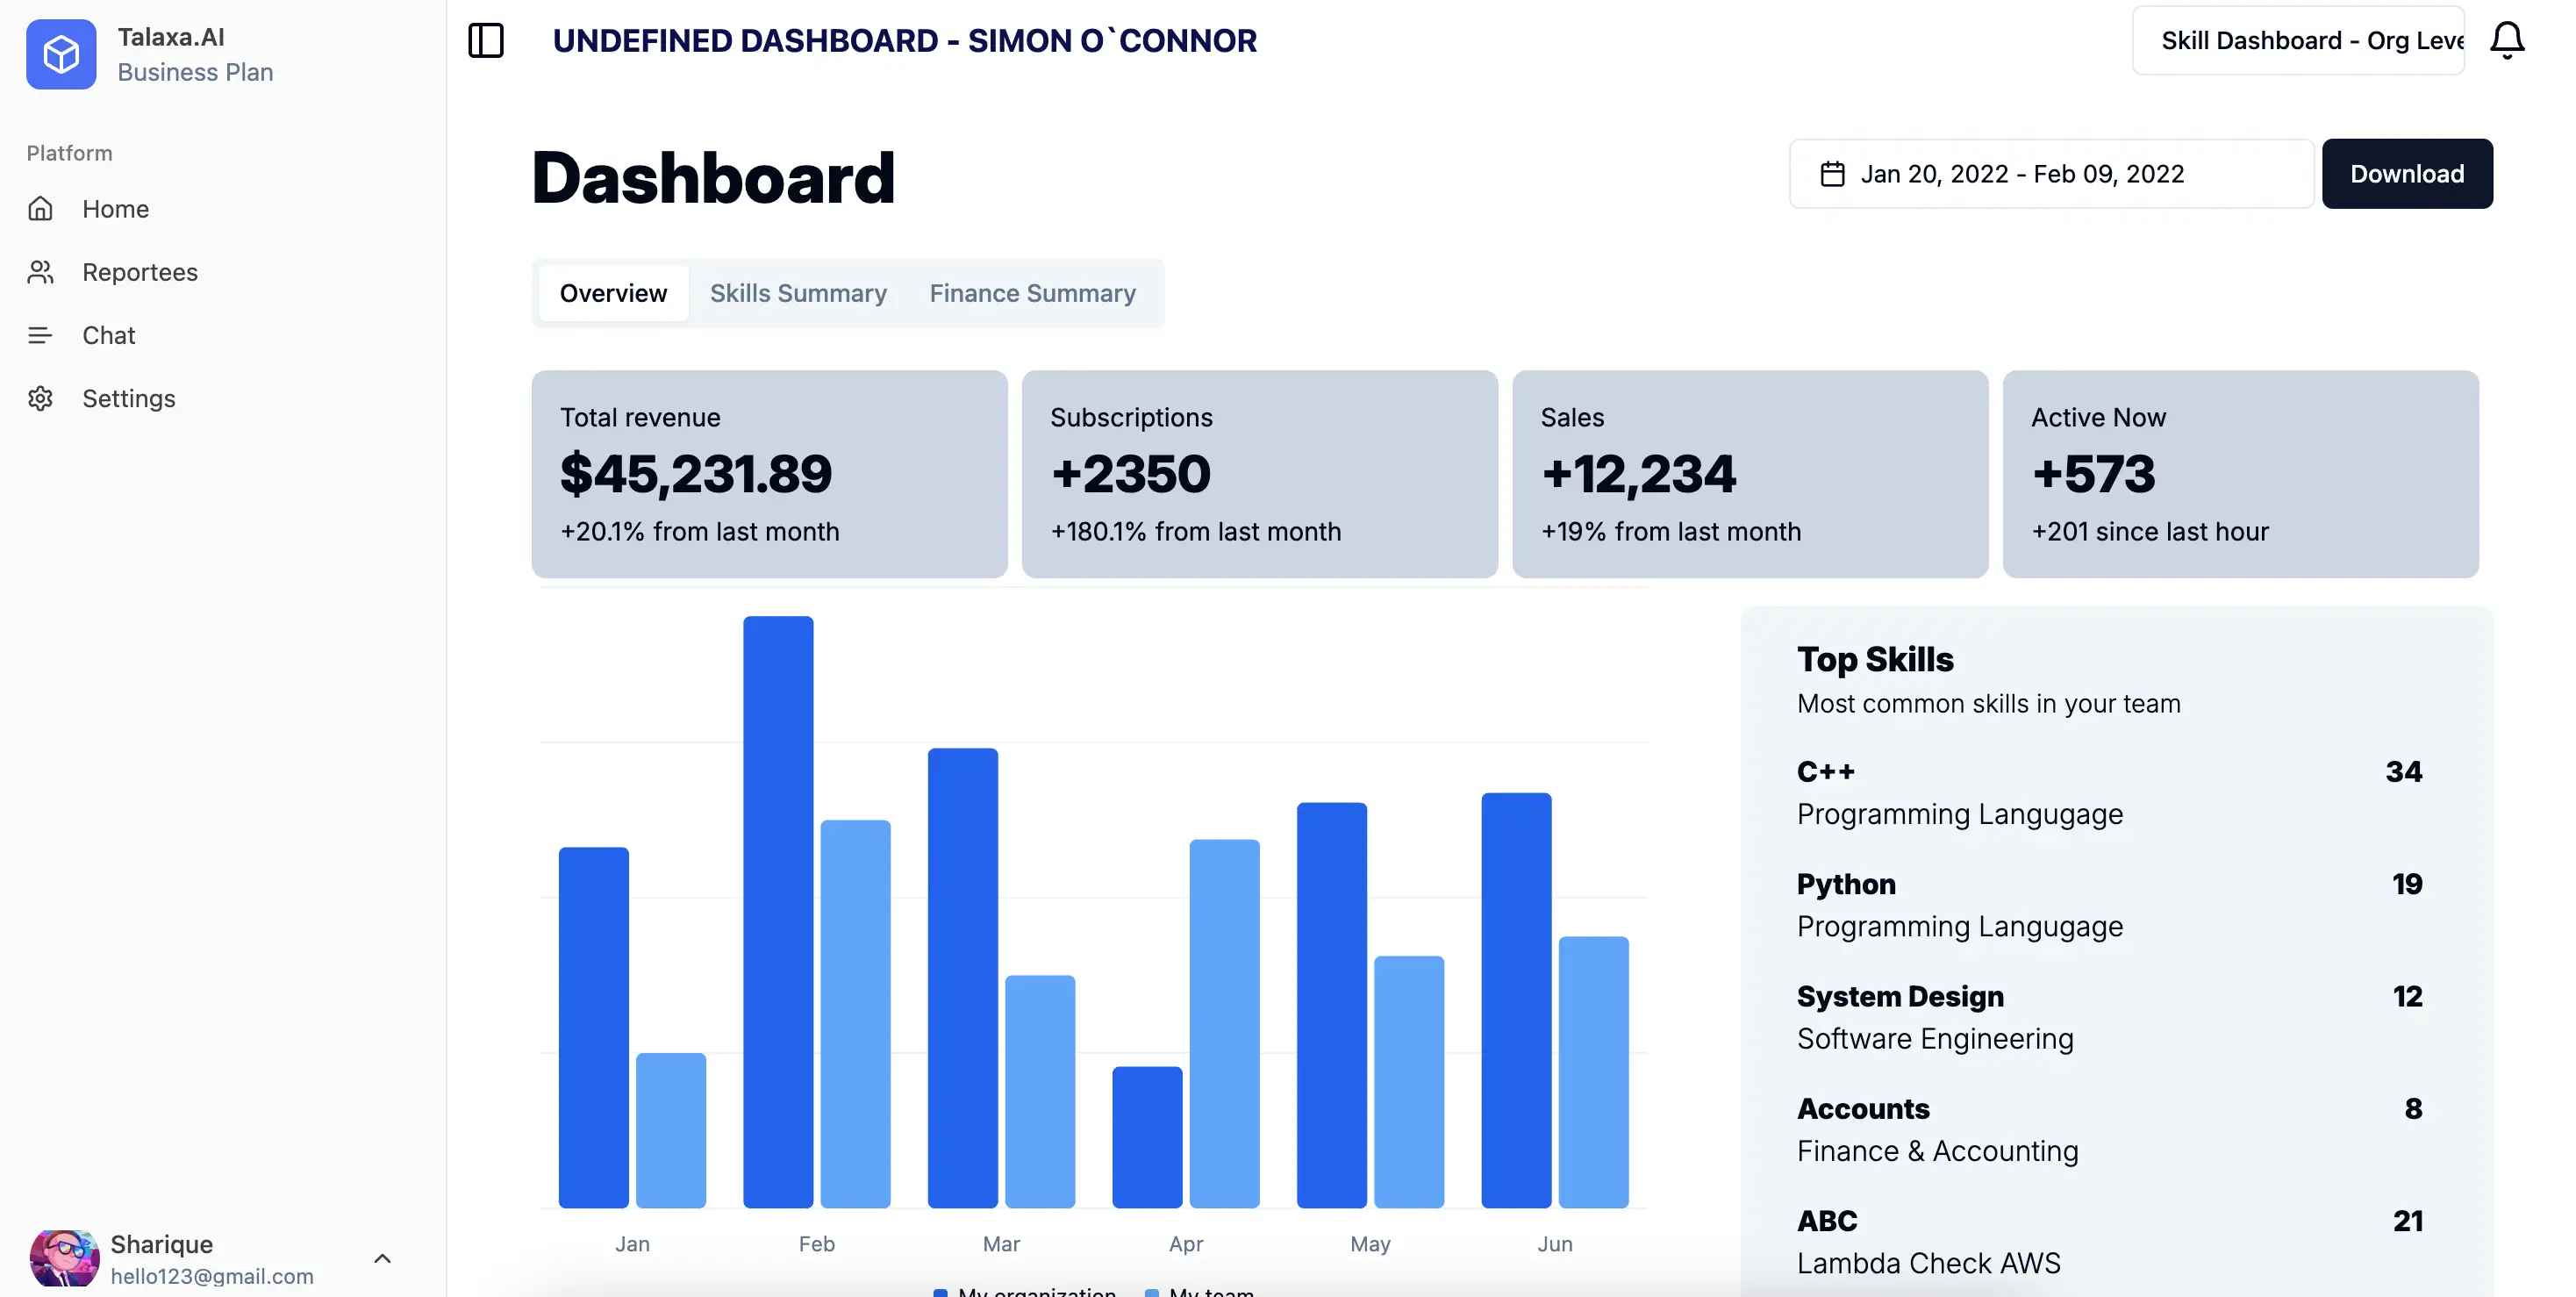 Talaxa.AI
Business Plan
Platform
Home
Reportees
Chat
Settings
Sharique
hello123@gmail.com
UNDEFINED DASHBOARD - SIMON O`CONNOR
Skill Dashboard - Org Leve
Dashboard
Jan 20, 2022 - Feb 09, 2022
Download
Overview Skills Summary Finance Summary
Total revenue
$45,231.89
+20.1% from last month
Subscriptions
+2350
+180.1% from last month
Sales
+12,234
+19% from last month
Active Now
+573
+201 since last hour
Jan Feb Mar Apr May Jun
My organization My team
Top Skills
Most common skills in your team
C++ 34
Programming Langugage
Python 19
Programming Langugage
System Design 12
Software Engineering
Accounts 8
Finance & Accounting
ABC 21
Lambda Check AWS